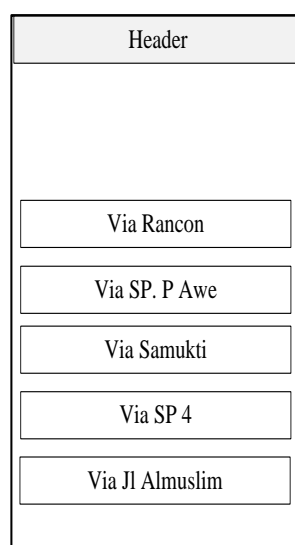 Header
Via Rancon
Via SP. P Awe
Via Samukti
Via SP 4
Via Jl Almuslim